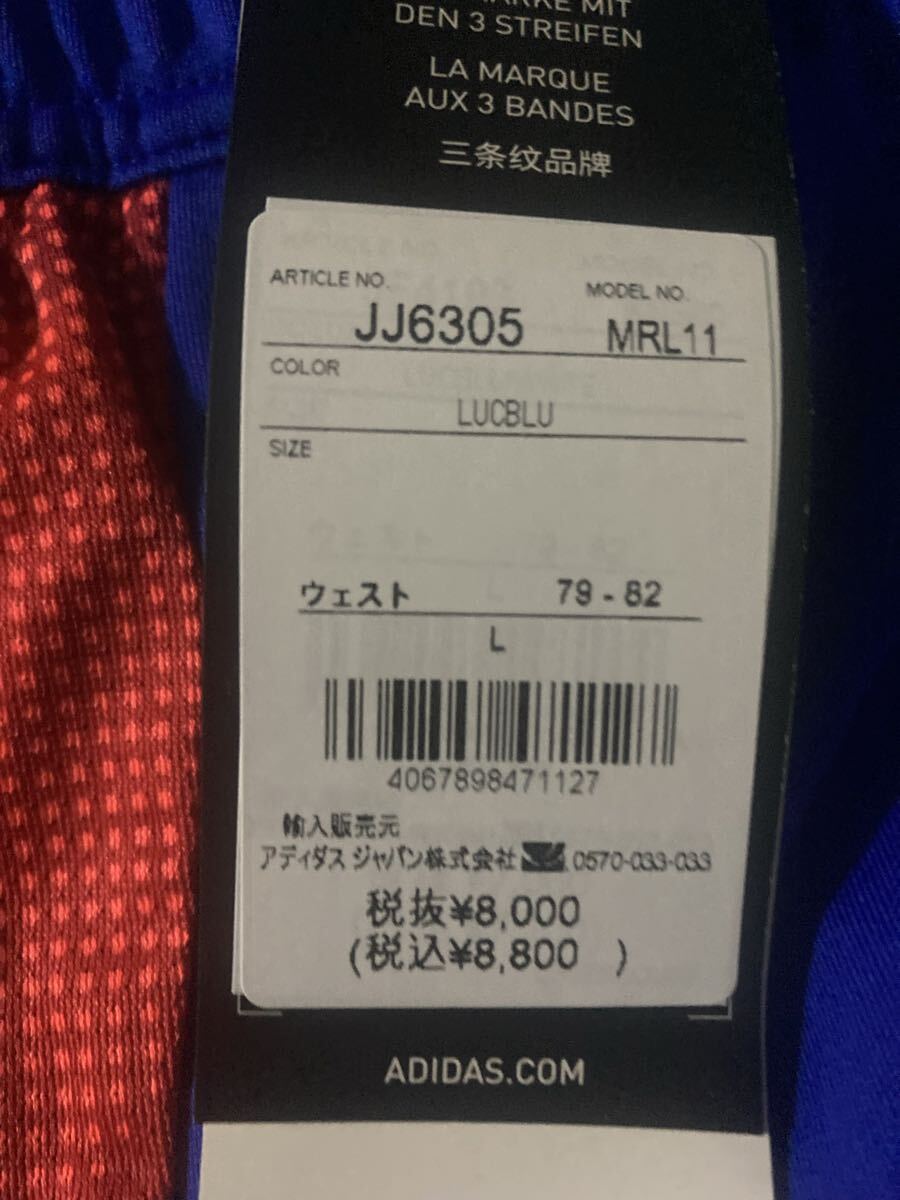 MARKE MIT
DEN 3 STREIFEN
LA MARQUE
AUX 3 BANDES
三条纹品牌
ARTICLE NO.
MODEL NO.
JJ6305
MRL11
COLOR
LUCBLU
SIZE
ウェスト 79 - 82
L
4067898471127
輸入販売元
アディダス ジャパン株式会社 0570-033-033
税抜¥8,000
(税込¥8,800 )
ADIDAS.COM